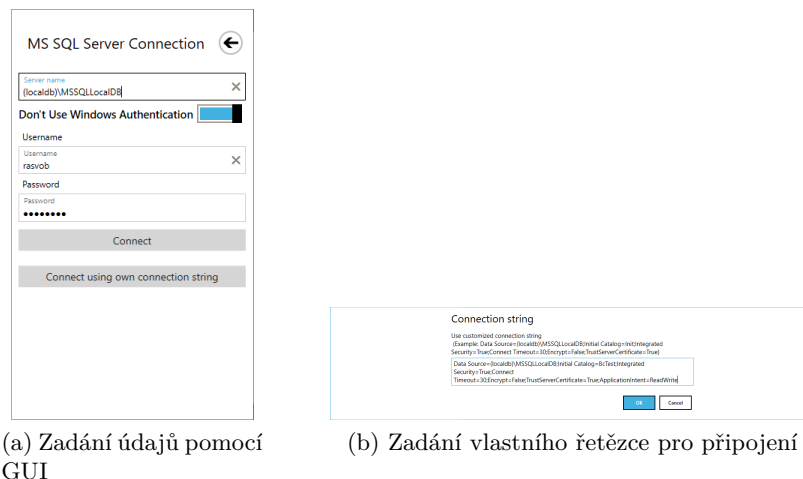 MS SQL Server Connection
Server name
(localdb)\MSSQLLocalDB
Don't Use Windows Authentication
Username
Username
rasvob
Password
Password
●●●●●●●●
Connect
Connect using own connection string
(a) Zadání údajů pomocí
GUI
Connection string
Use customized connection string
(Example: Data Source=(localdb)\MSSQLLocalDB;Initial Catalog=Init;Integrated
Security=True;Connect Timeout=30;Encrypt=False;TrustServerCertificate=True)
Data Source=(localdb)\MSSQLLocalDB;Initial Catalog=BcTest;Integrated
Security=True;Connect
Timeout=30;Encrypt=False;TrustServerCertificate=True;ApplicationIntent=ReadWrite
OK Cancel
(b) Zadání vlastního řetězce pro připojení